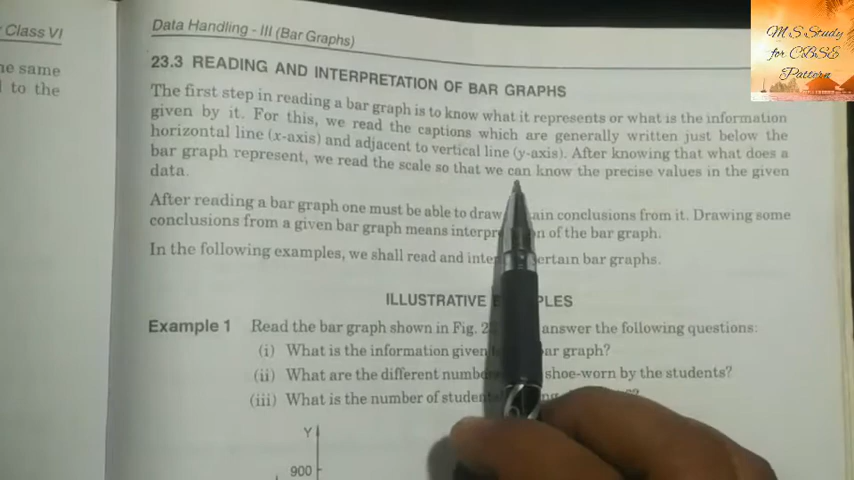 Class VI
ne same
l to the
Data Handling - III (Bar Graphs)
M S Study
for CBSE
Pattern
23.3 READING AND INTERPRETATION OF BAR GRAPHS
The first step in reading a bar graph is to know what it represents or what is the information
given by it. For this, we read the captions which are generally written just below the
horizontal line (x-axis) and adjacent to vertical line (y-axis). After knowing that what does a
bar graph represent, we read the scale so that we can know the precise values in the given
data.
After reading a bar graph one must be able to draw conclusions from it. Drawing some
conclusions from a given bar graph means of the bar graph.
In the following examples, we shall read and certain bar graphs.
ILLUSTRATIVE
Example 1 Read the bar graph shown in Fig. answer the following questions:
(i) What is the information given bar graph?
(ii) What are the different shoe-worn by the students?
(iii) What is the number of
Y
900